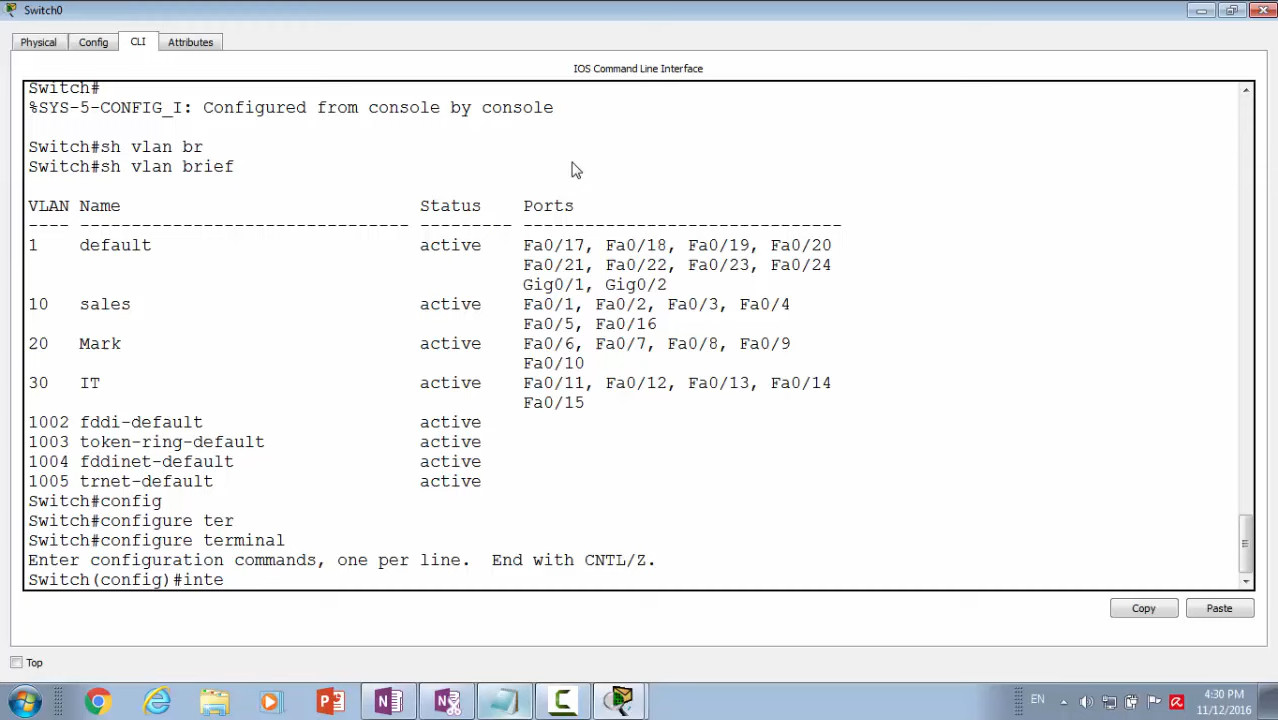 Switch0
Physical Config CLI Attributes
IOS Command Line Interface
Switch#
%SYS-5-CONFIG_I: Configured from console by console
Switch#sh vlan br
Switch#sh vlan brief
VLAN Name Status Ports
---- -------------------------------- --------- -------------------------------
1 default active Fa0/17, Fa0/18, Fa0/19, Fa0/20
Fa0/21, Fa0/22, Fa0/23, Fa0/24
Gig0/1, Gig0/2
10 sales active Fa0/1, Fa0/2, Fa0/3, Fa0/4
Fa0/5, Fa0/16
20 Mark active Fa0/6, Fa0/7, Fa0/8, Fa0/9
Fa0/10
30 IT active Fa0/11, Fa0/12, Fa0/13, Fa0/14
Fa0/15
1002 fddi-default active
1003 token-ring-default active
1004 fddinet-default active
1005 trnet-default active
Switch#config
Switch#configure ter
Switch#configure terminal
Enter configuration commands, one per line. End with CNTL/Z.
Switch(config)#inte
Copy Paste
Top
EN 4:30 PM
11/12/2016